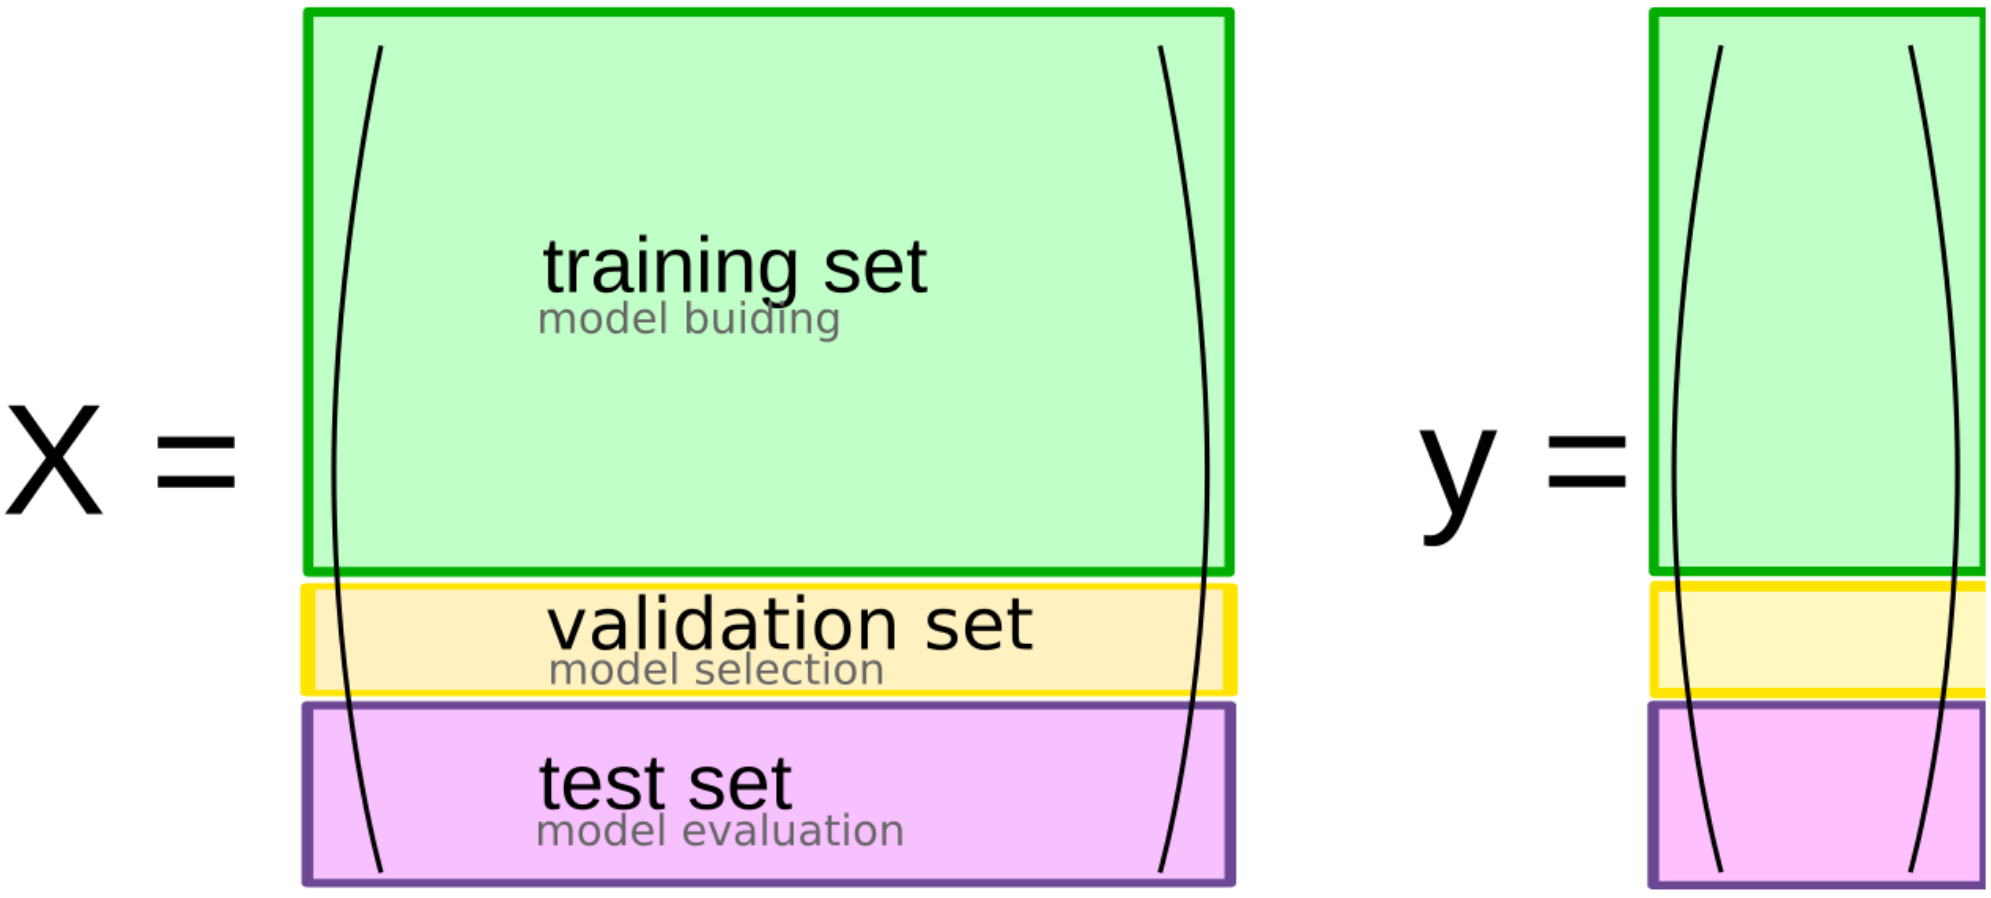 X =
training set
model buiding
validation set
model selection
test set
model evaluation
y =